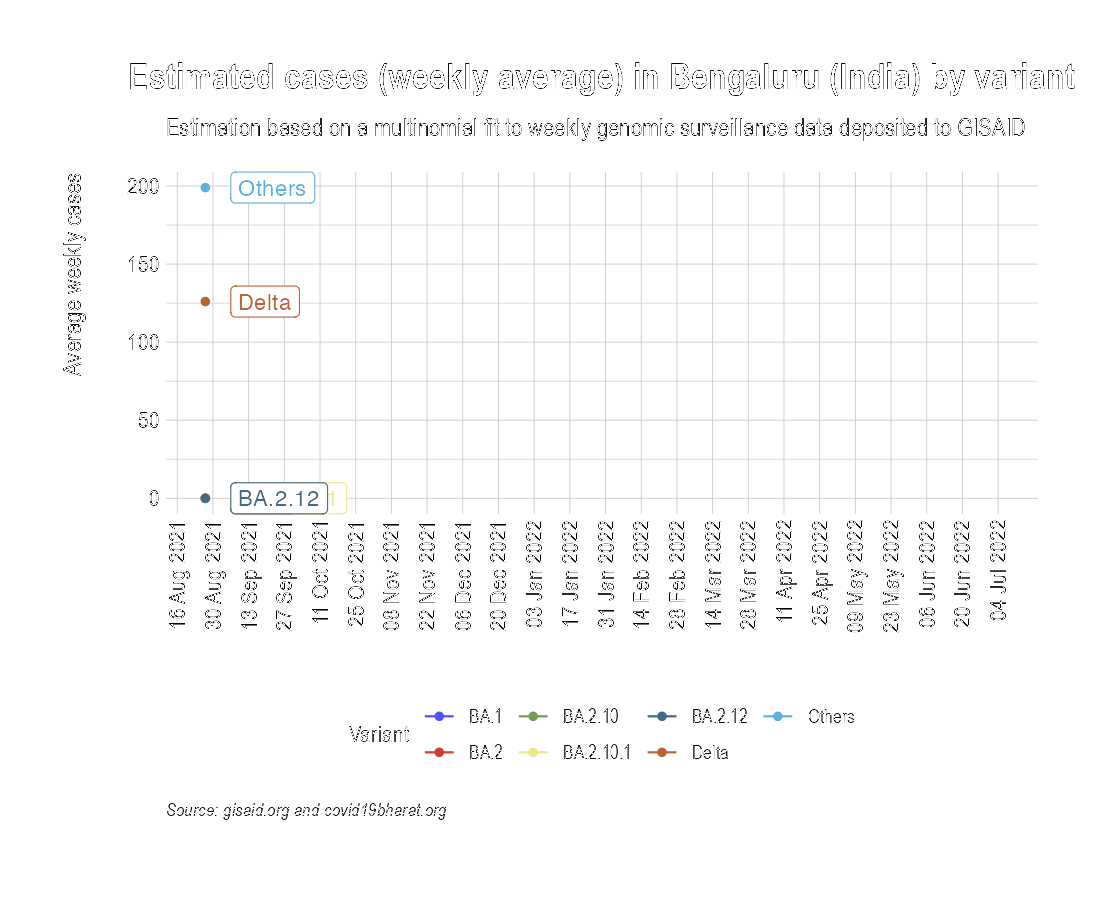 Estimated cases (weekly average) in Bengaluru (India) by variant
Estimation based on a multinomial fit to weekly genomic surveillance data deposited to GISAID
Average weekly cases
200
150
100
50
0
Others
Delta
BA.2.12
1
16 Aug 2021
30 Aug 2021
13 Sep 2021
27 Sep 2021
11 Oct 2021
25 Oct 2021
08 Nov 2021
22 Nov 2021
06 Dec 2021
20 Dec 2021
03 Jan 2022
17 Jan 2022
31 Jan 2022
14 Feb 2022
28 Feb 2022
14 Mar 2022
28 Mar 2022
11 Apr 2022
25 Apr 2022
09 May 2022
23 May 2022
06 Jun 2022
20 Jun 2022
04 Jul 2022
Variant
BA.1 BA.2.10 BA.2.12 Others
BA.2 BA.2.10.1 Delta
Source: gisaid.org and covid19bharat.org